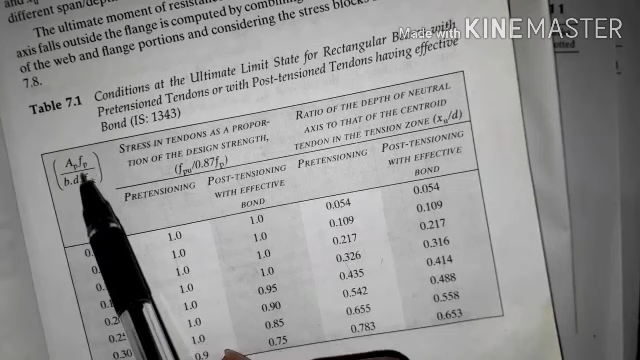 Made with KINEMASTER
different span/dep
The ultimate moment of resistance
axis falls outside the flange is computed by combining
of the web and flange portions and considering the stress blocks
7.8.
Table 7.1 Conditions at the Ultimate Limit State for Rectangular with
Pretensioned Tendons or with Post-tensioned Tendons having effective
Bond (IS: 1343)
(Apfp / b.d STRESS IN TENDONS AS A PROPOR-
TION OF THE DESIGN STRENGTH,
(fpu/0.87fp)
RATIO OF THE DEPTH OF NEUTRAL
AXIS TO THAT OF THE CENTROID
TENDON IN THE TENSION ZONE (xu/d)
PRETENSIONING POST-TENSIONING
WITH EFFECTIVE
BOND
PRETENSIONING POST-TENSIONING
WITH EFFECTIVE
BOND
1.0 1.0 0.054 0.054
1.0 1.0 0.109 0.109
1.0 1.0 0.217 0.217
1.0 1.0 0.326 0.316
1.0 0.95 0.435 0.414
1.0 0.90 0.542 0.488
1.0 0.85 0.655 0.558
0.30 0.9 0.75 0.783 0.653